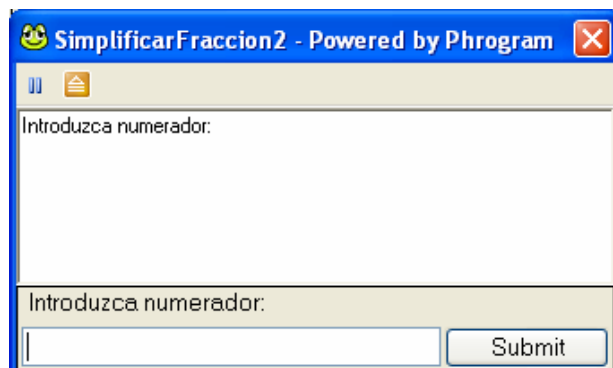 SimplificarFraccion2 - Powered by Phrogram
Introduzca numerador:
Introduzca numerador:
Submit